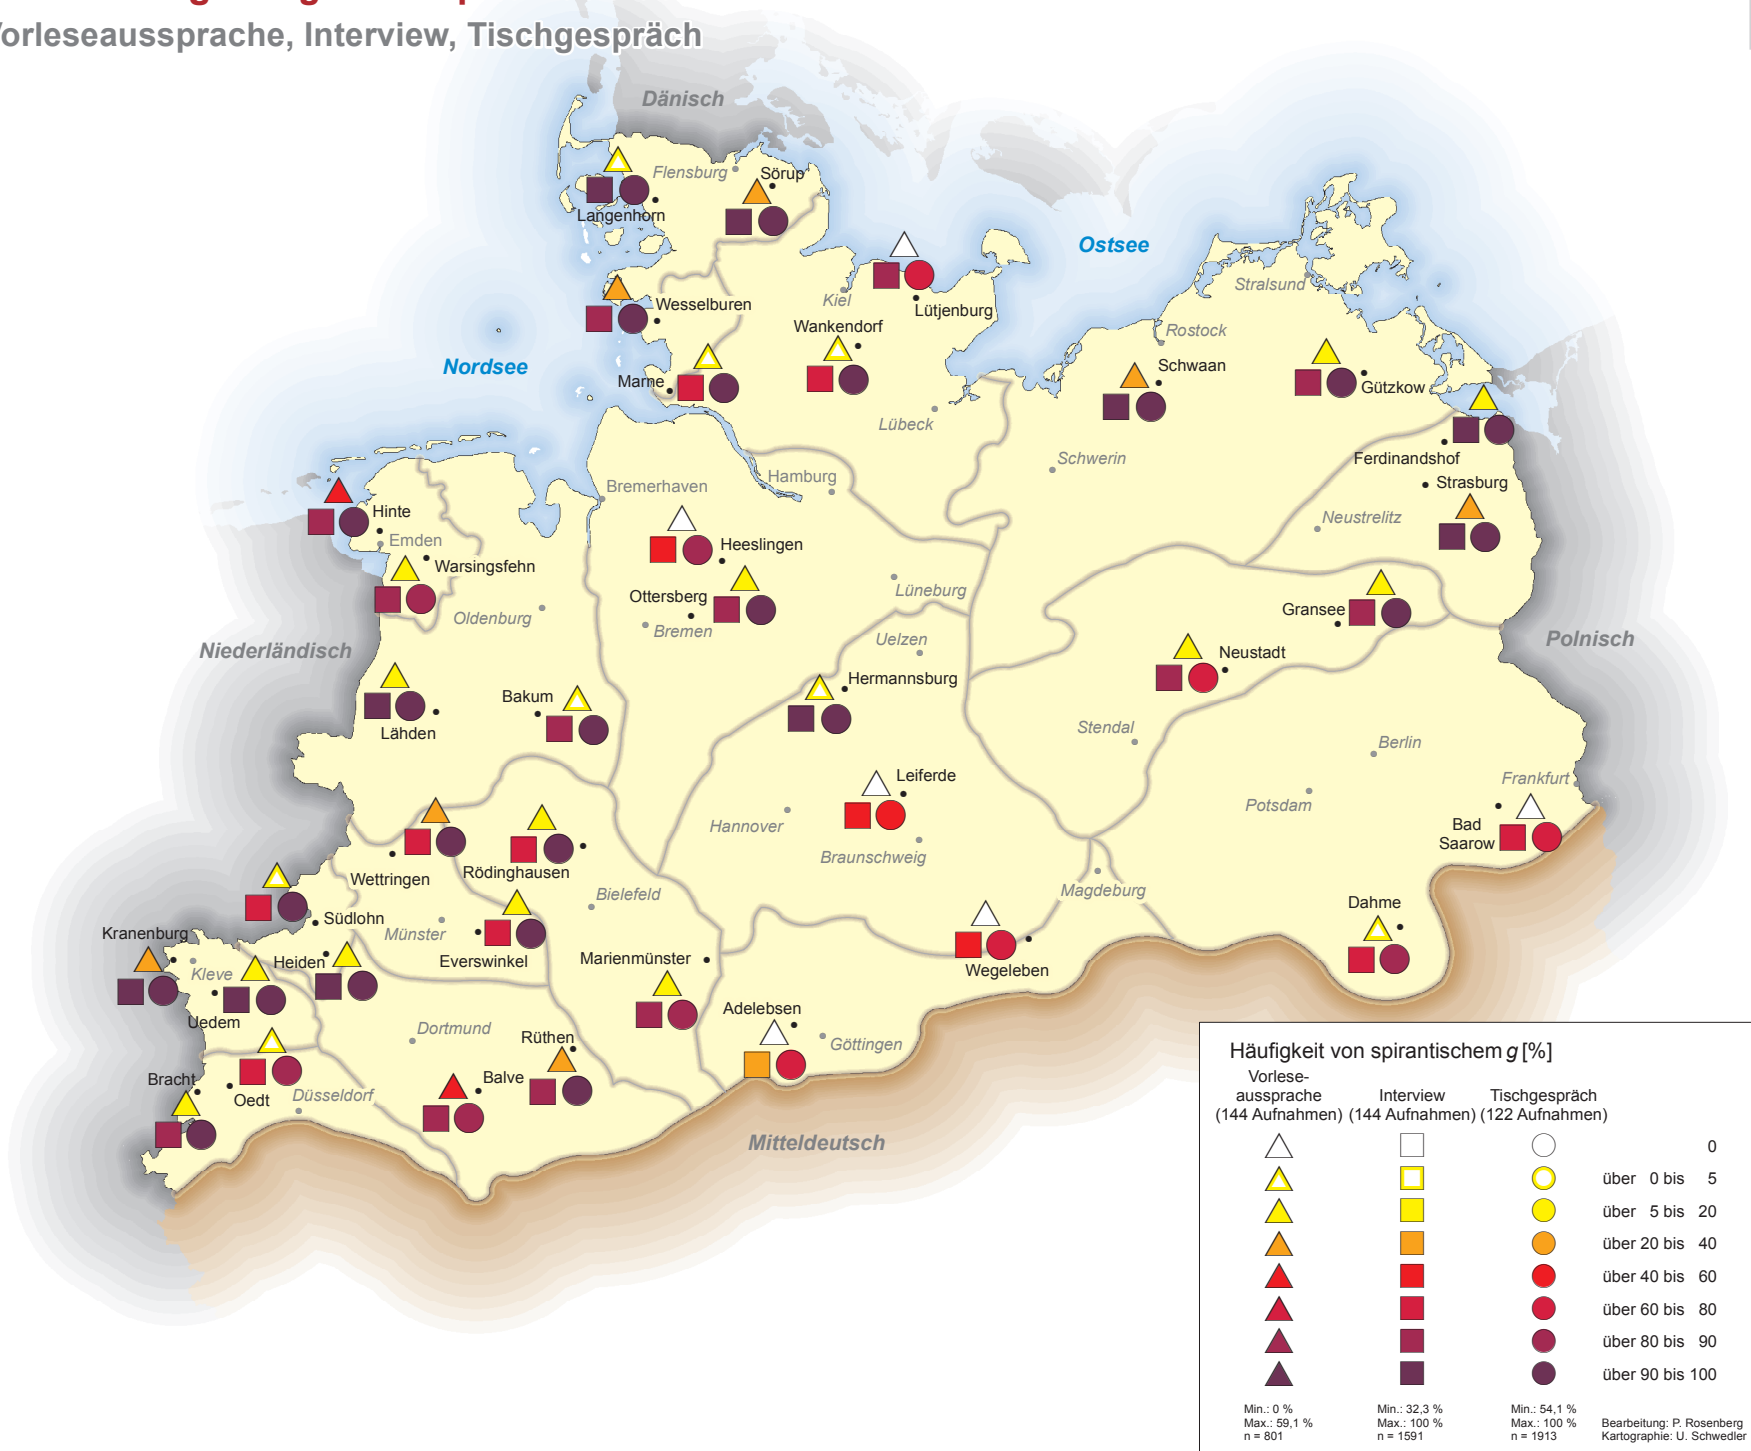 Vorleseaussprache, Interview, Tischgespräch
Dänisch
Flensburg
Sörup
Langenhorn
Ostsee
Stralsund
Kiel
Lütjenburg
Wesselburen
Wankendorf
Rostock
Nordsee
Schwaan
Marne
Gützkow
Lübeck
Schwerin
Ferdinandshof
Hamburg
Strasburg
Bremerhaven
Hinte
Neustrelitz
Emden
Heeslingen
Warsingsfehn
Lüneburg
Ottersberg
Gransee
Oldenburg
Bremen
Uelzen
Polnisch
Niederländisch
Neustadt
Hermannsburg
Bakum
Stendal
Lähden
Berlin
Leiferde
Frankfurt
Potsdam
Hannover
Bad
Saarow
Braunschweig
Wettringen
Rödinghausen
Bielefeld
Magdeburg
Dahme
Südlohn
Kranenburg
Münster
Everswinkel
Marienmünster
Heiden
Kleve
Wegeleben
Uedem
Adelebsen
Dortmund
Rüthen
Göttingen
Bracht
Balve
Oedt
Düsseldorf
Mitteldeutsch
Häufigkeit von spirantischem g [%]
Vorlese-
aussprache Interview Tischgespräch
(144 Aufnahmen) (144 Aufnahmen) (122 Aufnahmen)
0
über 0 bis 5
über 5 bis 20
über 20 bis 40
über 40 bis 60
über 60 bis 80
über 80 bis 90
über 90 bis 100
Min.: 0 % Min.: 32,3 % Min.: 54,1 %
Max.: 59,1 % Max.: 100 % Max.: 100 % Bearbeitung: P. Rosenberg
n = 801 n = 1591 n = 1913 Kartographie: U. Schwedler